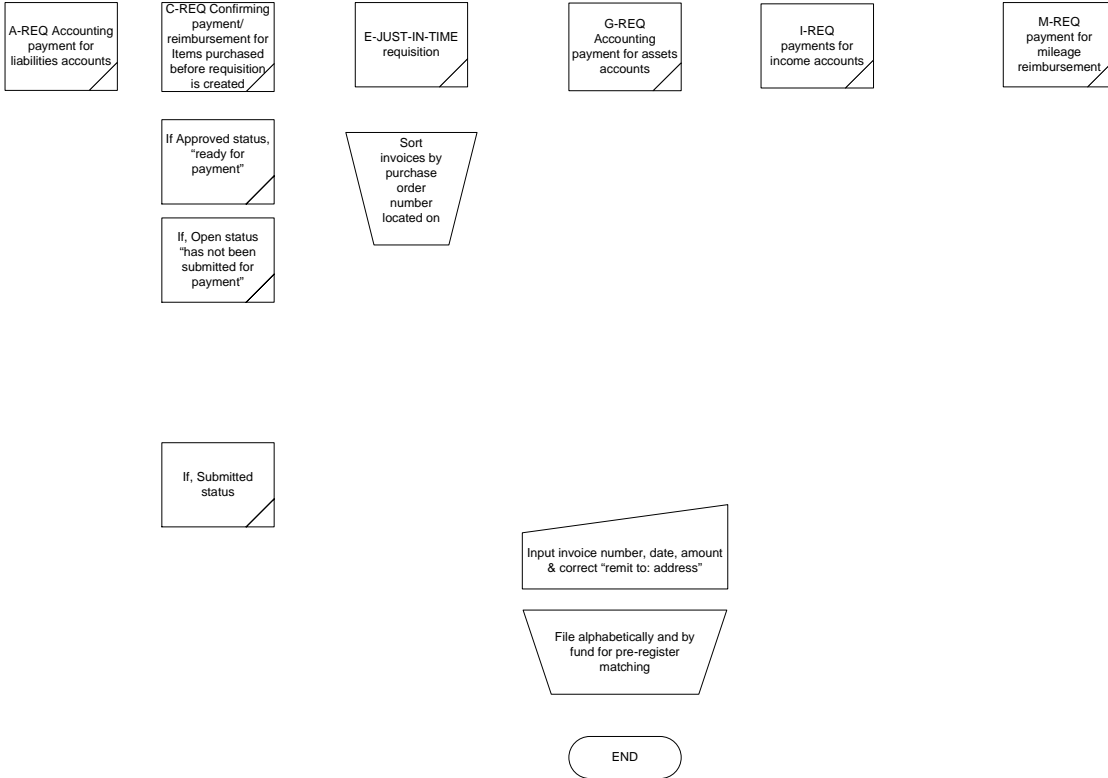 A-REQ Accounting
payment for
liabilities accounts
C-REQ Confirming
payment/
reimbursement for
Items purchased
before requisition
is created
E-JUST-IN-TIME
requisition
G-REQ
Accounting
payment for assets
accounts
I-REQ
payments for
income accounts
M-REQ
payment for
mileage
reimbursement
If Approved status,
“ready for
payment”
Sort
invoices by
purchase
order
number
located on
If, Open status
“has not been
submitted for
payment”
If, Submitted
status
Input invoice number, date, amount
& correct “remit to: address”
File alphabetically and by
fund for pre-register
matching
END